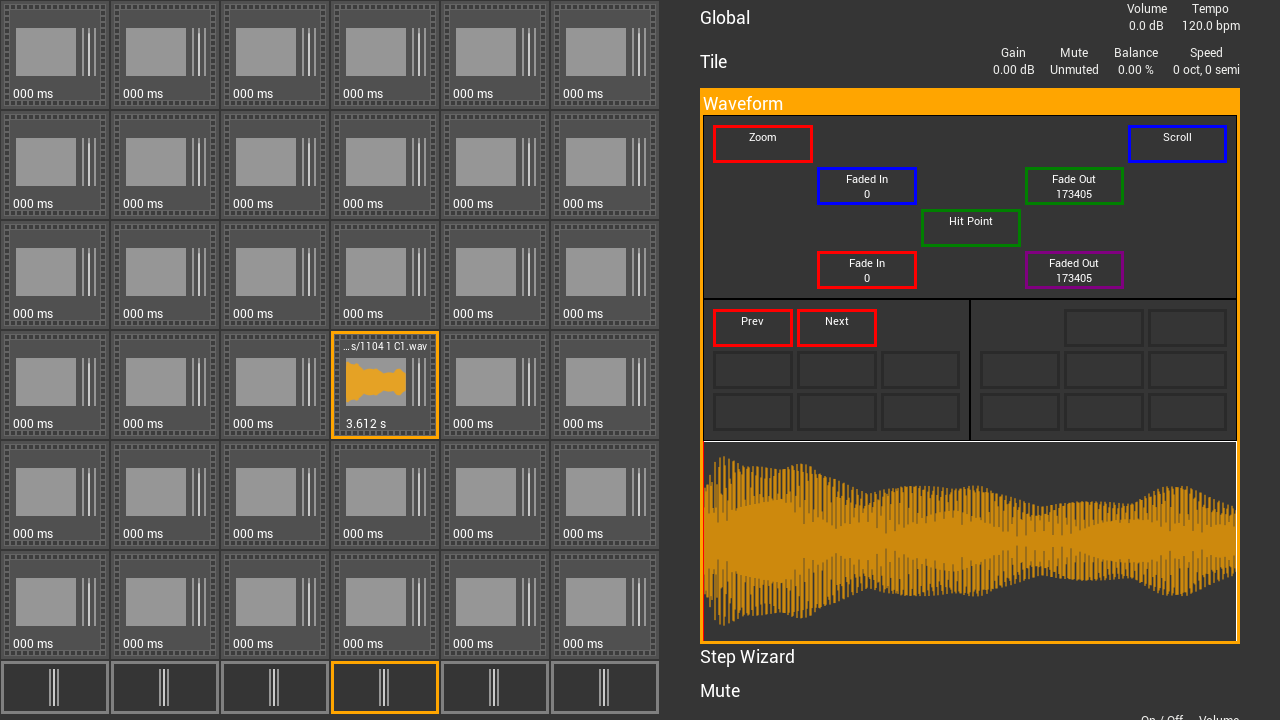 000 ms 000 ms 000 ms 000 ms 000 ms 000 ms
000 ms 000 ms 000 ms 000 ms 000 ms 000 ms
000 ms 000 ms 000 ms 000 ms 000 ms 000 ms
...s/1104 1 C1.wav
000 ms 000 ms 000 ms 3.612 s 000 ms 000 ms
000 ms 000 ms 000 ms 000 ms 000 ms 000 ms
000 ms 000 ms 000 ms 000 ms 000 ms 000 ms
Global
Volume Tempo
0.0 dB 120.0 bpm
Tile
Gain Mute Balance Speed
0.00 dB Unmuted 0.00 % 0 oct, 0 semi
Waveform
Zoom Scroll
Faded In Fade Out
0 173405
Hit Point
Fade In Faded Out
0 173405
Prev Next
Step Wizard
Mute
On / Off Volume